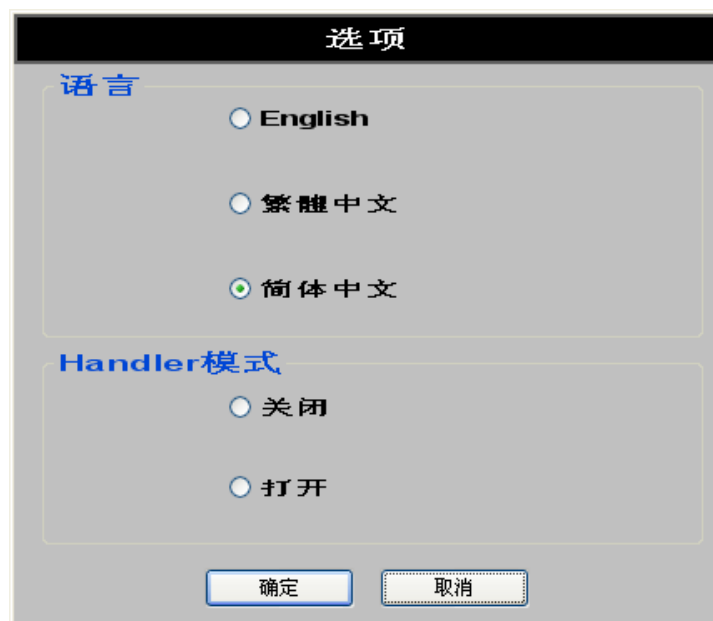 选项
语言
English
繁體中文
简体中文
Handler模式
关闭
打开
确定
取消